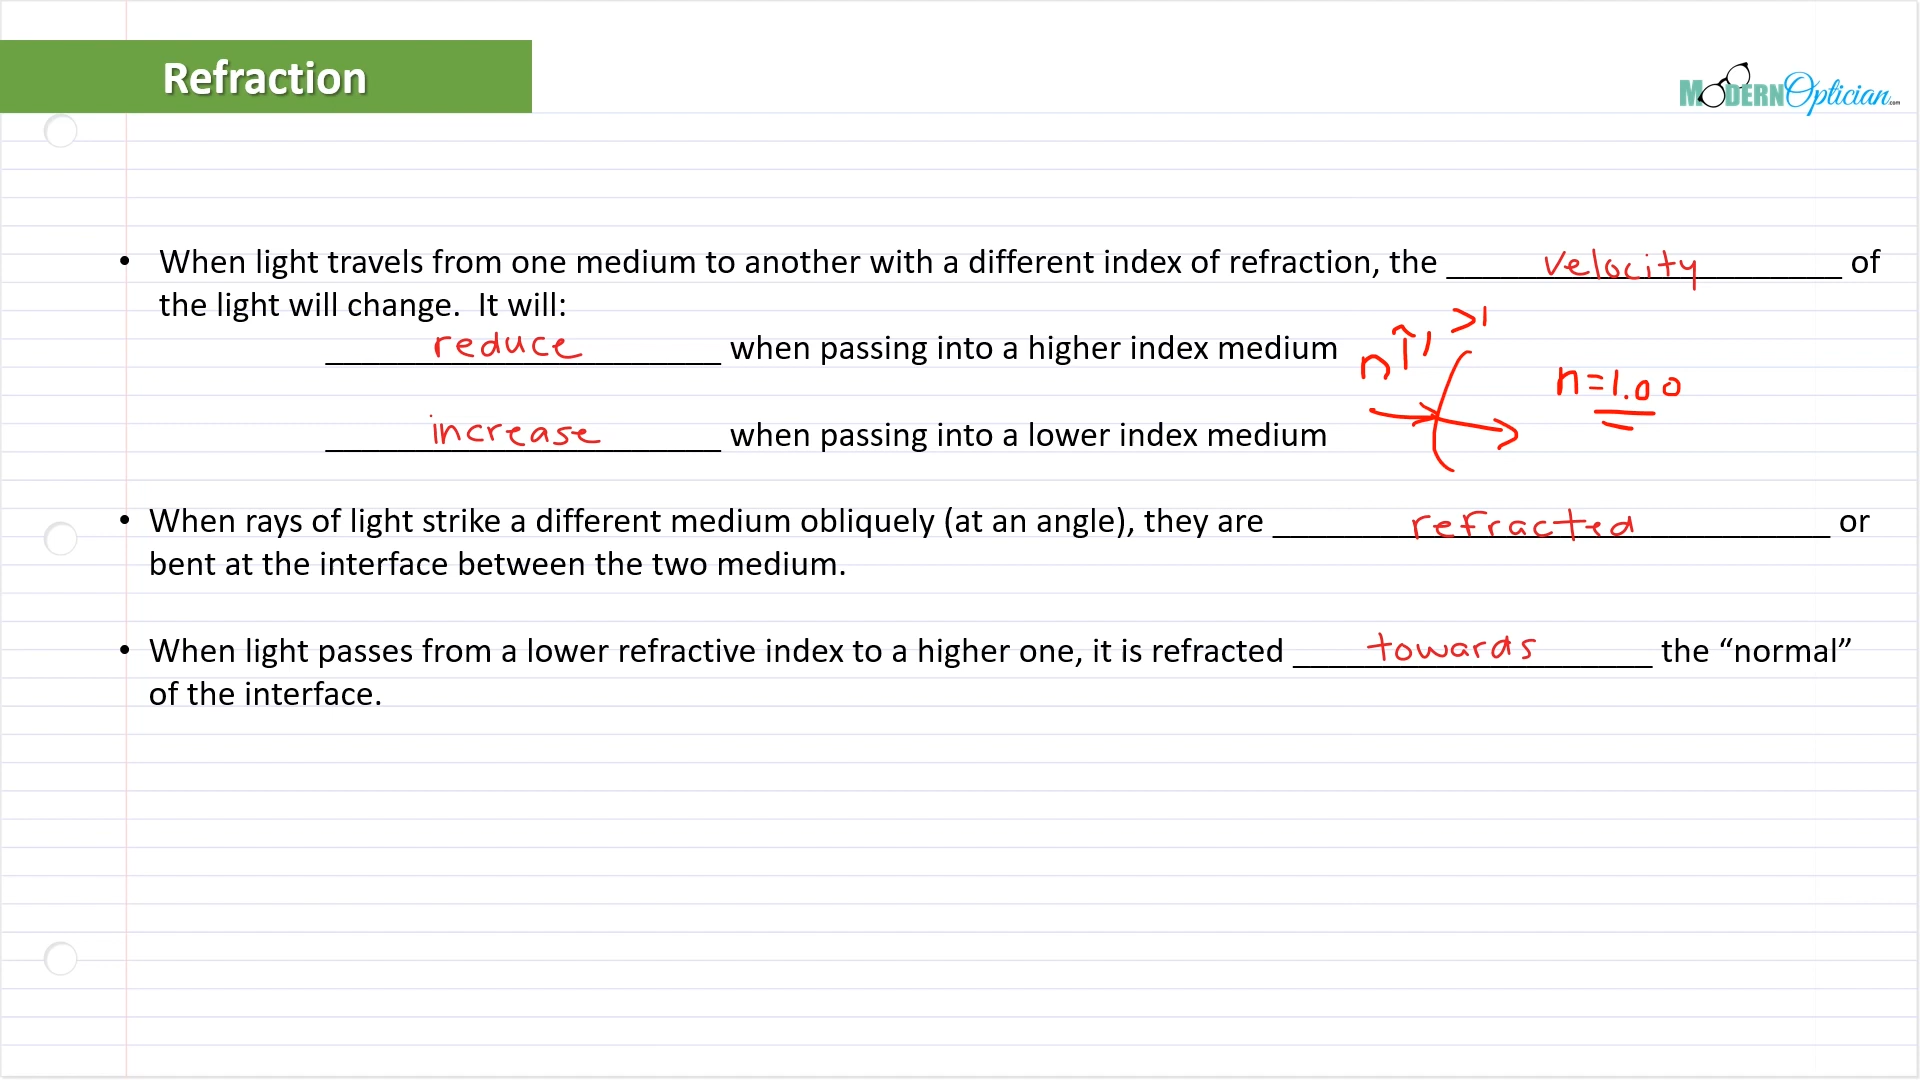 Refraction
MODERNOptician.com
• When light travels from one medium to another with a different index of refraction, the velocity of
the light will change. It will:
reduce when passing into a higher index medium
n >1
n=1.00
increase when passing into a lower index medium
• When rays of light strike a different medium obliquely (at an angle), they are refracted or
bent at the interface between the two medium.
• When light passes from a lower refractive index to a higher one, it is refracted towards the “normal”
of the interface.